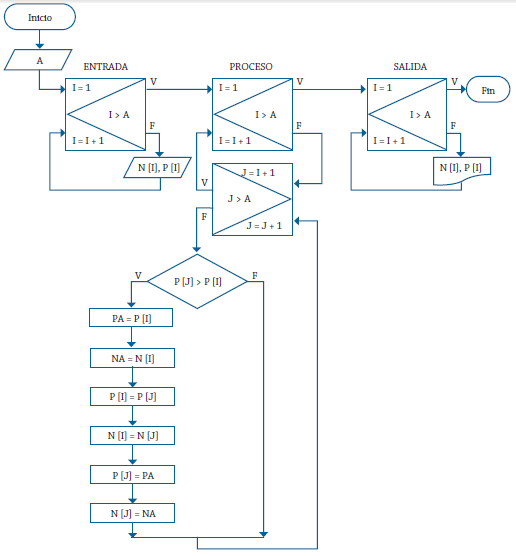 Inicio
A
ENTRADA
I = 1
I > A
I = I + 1
V
F
N [I], P [I]
PROCESO
I = 1
I > A
I = I + 1
V
F
J = I + 1
J > A
J = J + 1
V
F
SALIDA
I = 1
I > A
I = I + 1
V
F
N [I], P [I]
Fin
P [J] > P [I]
V
F
PA = P [I]
NA = N [I]
P [I] = P [J]
N [I] = N [J]
P [J] = PA
N [J] = NA